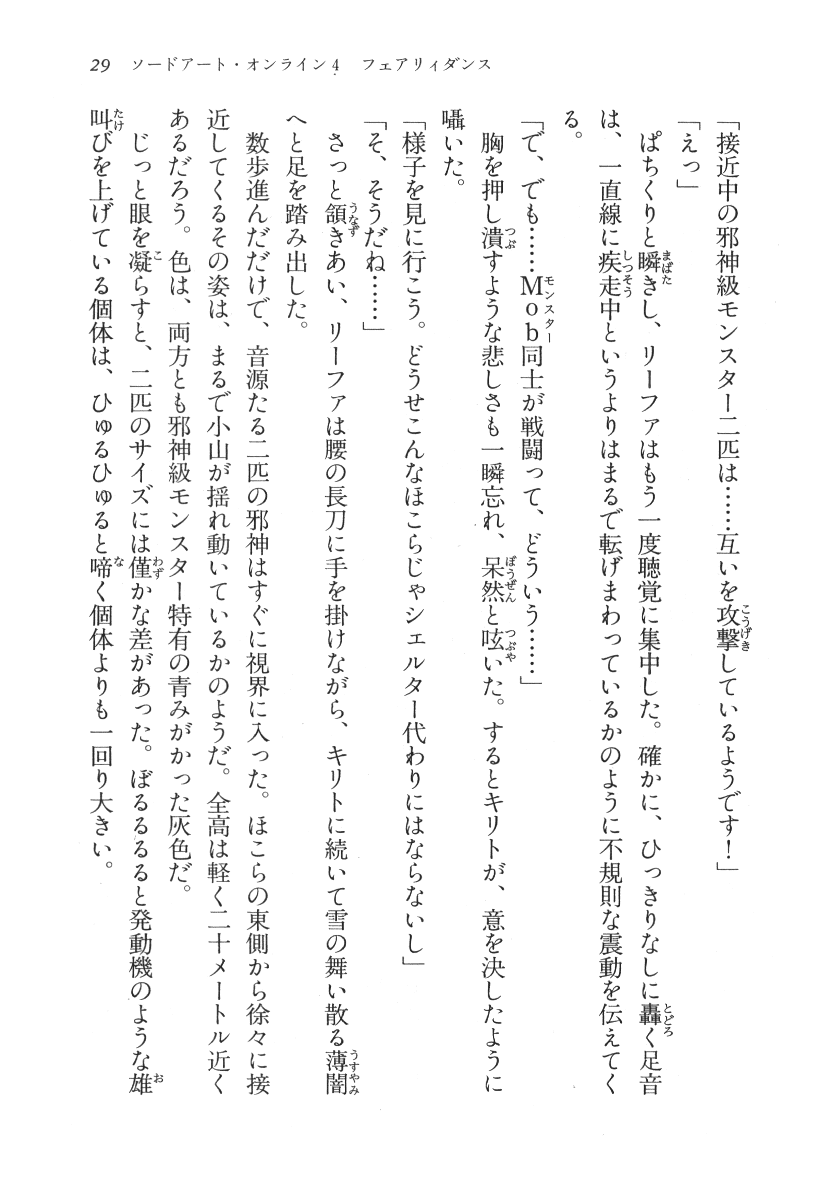 29　ソードアート・オンライン4　フェアリィダンス
「接近中の邪神級モンスター二匹は……互いを攻撃しているようです！」
「えっ」
ぱちくりと瞬きし、リーファはもう一度聴覚に集中した。確かに、ひっきりなしに轟く足音
は、一直線に疾走中というよりはまるで転げまわっているかのように不規則な震動を伝えてく
る。
「で、でも……Mob同士が戦闘って、どういう……」
胸を押し潰すような悲しさも一瞬忘れ、呆然と呟いた。するとキリトが、意を決したように
囁いた。
「様子を見に行こう。どうせこんなほこらじゃシェルター代わりにはならないし」
「そ、そうだね……」
さっと頷きあい、リーファは腰の長刀に手を掛けながら、キリトに続いて雪の舞い散る薄闇
へと足を踏み出した。
数歩進んだだけで、音源たる二匹の邪神はすぐに視界に入った。ほこらの東側から徐々に接
近してくるその姿は、まるで小山が揺れ動いているかのようだ。全高は軽く二十メートル近く
あるだろう。色は、両方とも邪神級モンスター特有の青みがかった灰色だ。
じっと眼を凝らすと、二匹のサイズには僅かな差があった。ぼるるると発動機のような雄
叫びを上げている個体は、ひゅるひゅると啼く個体よりも一回り大きい。